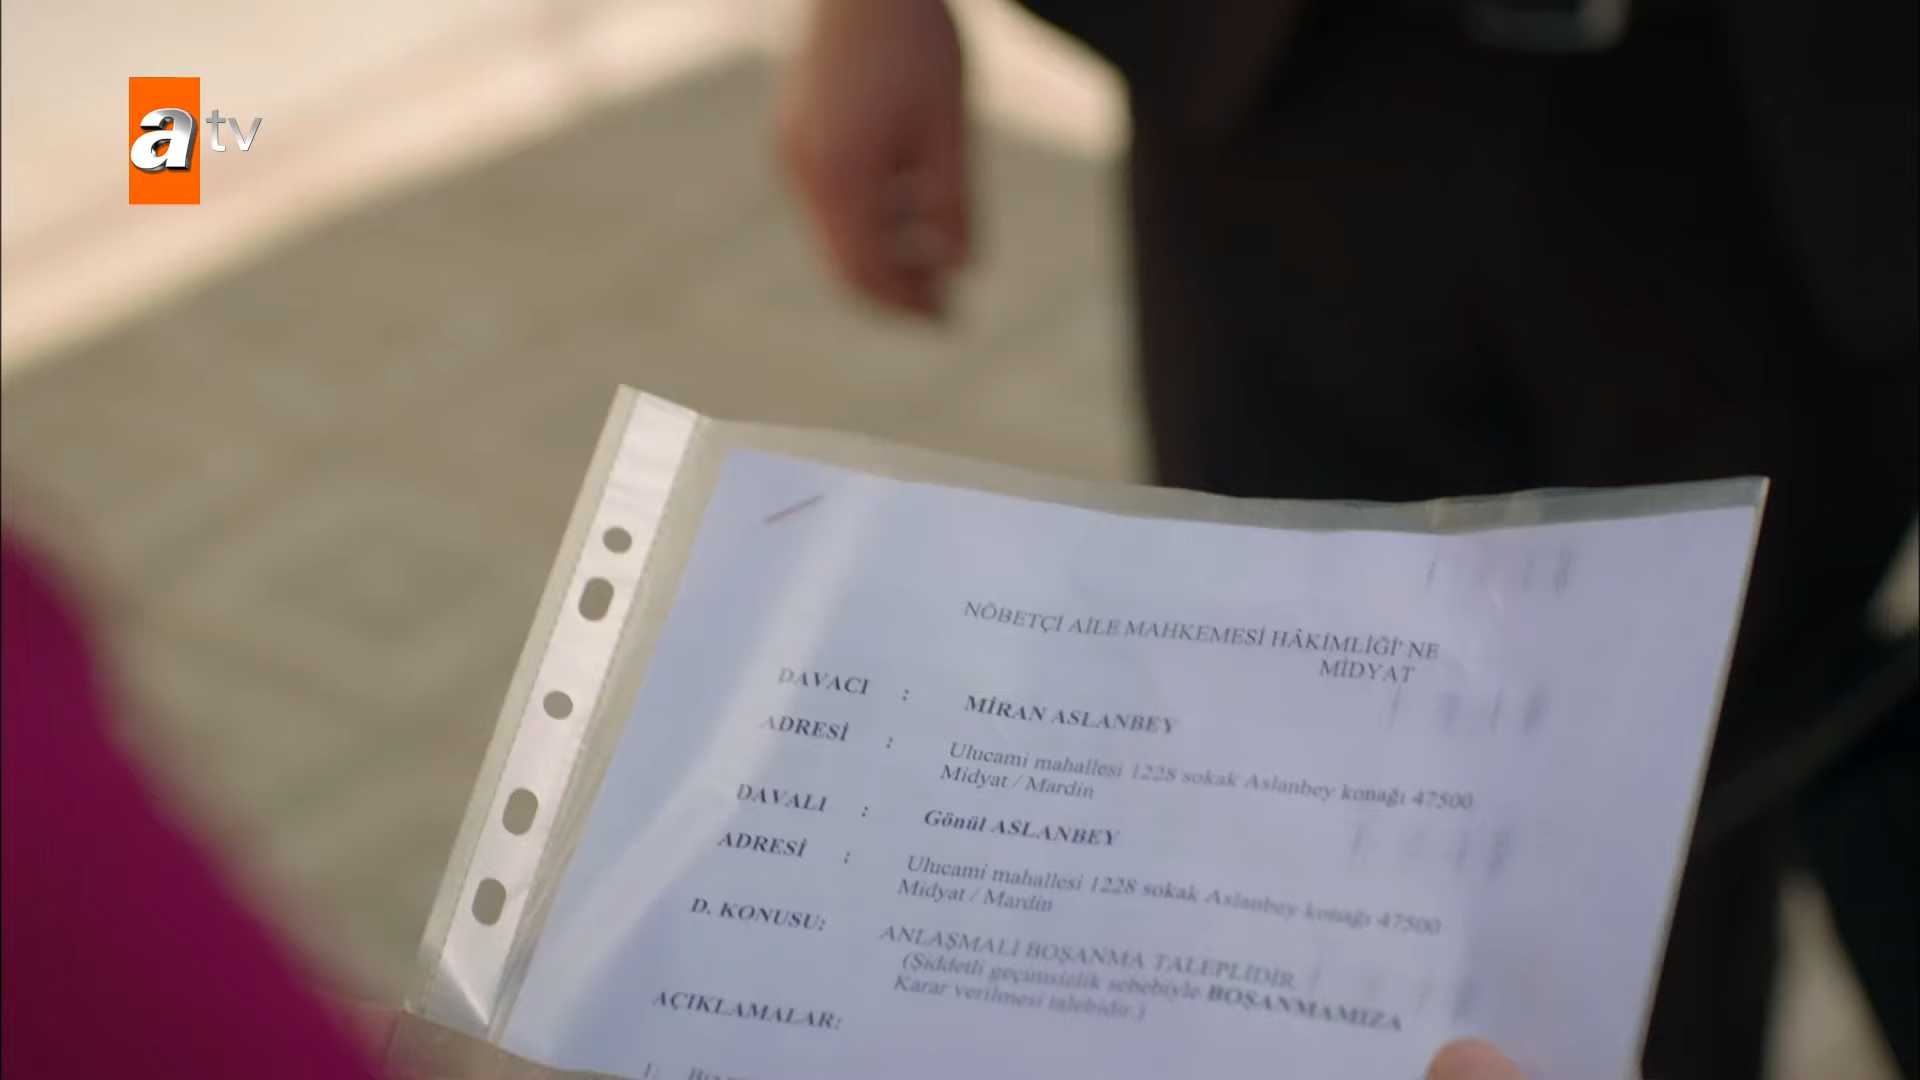 atv
NÖBETÇİ AİLE MAHKEMESİ HÂKİMLİĞİ' NE
MİDYAT
DAVACI : MİRAN ASLANBEY
ADRESİ : Ulucami mahallesi 1228 sokak Aslanbey konağı 47500
Midyat / Mardin
DAVALI : Gönül ASLANBEY
ADRESİ : Ulucami mahallesi 1228 sokak Aslanbey konağı 47500
Midyat / Mardin
D. KONUSU: ANLAŞMALI BOŞANMA TALEPLİDİR
(Şiddetli geçimsizlik sebebiyle BOŞANMAMIZA
Karar verilmesi talebidir.)
AÇIKLAMALAR: